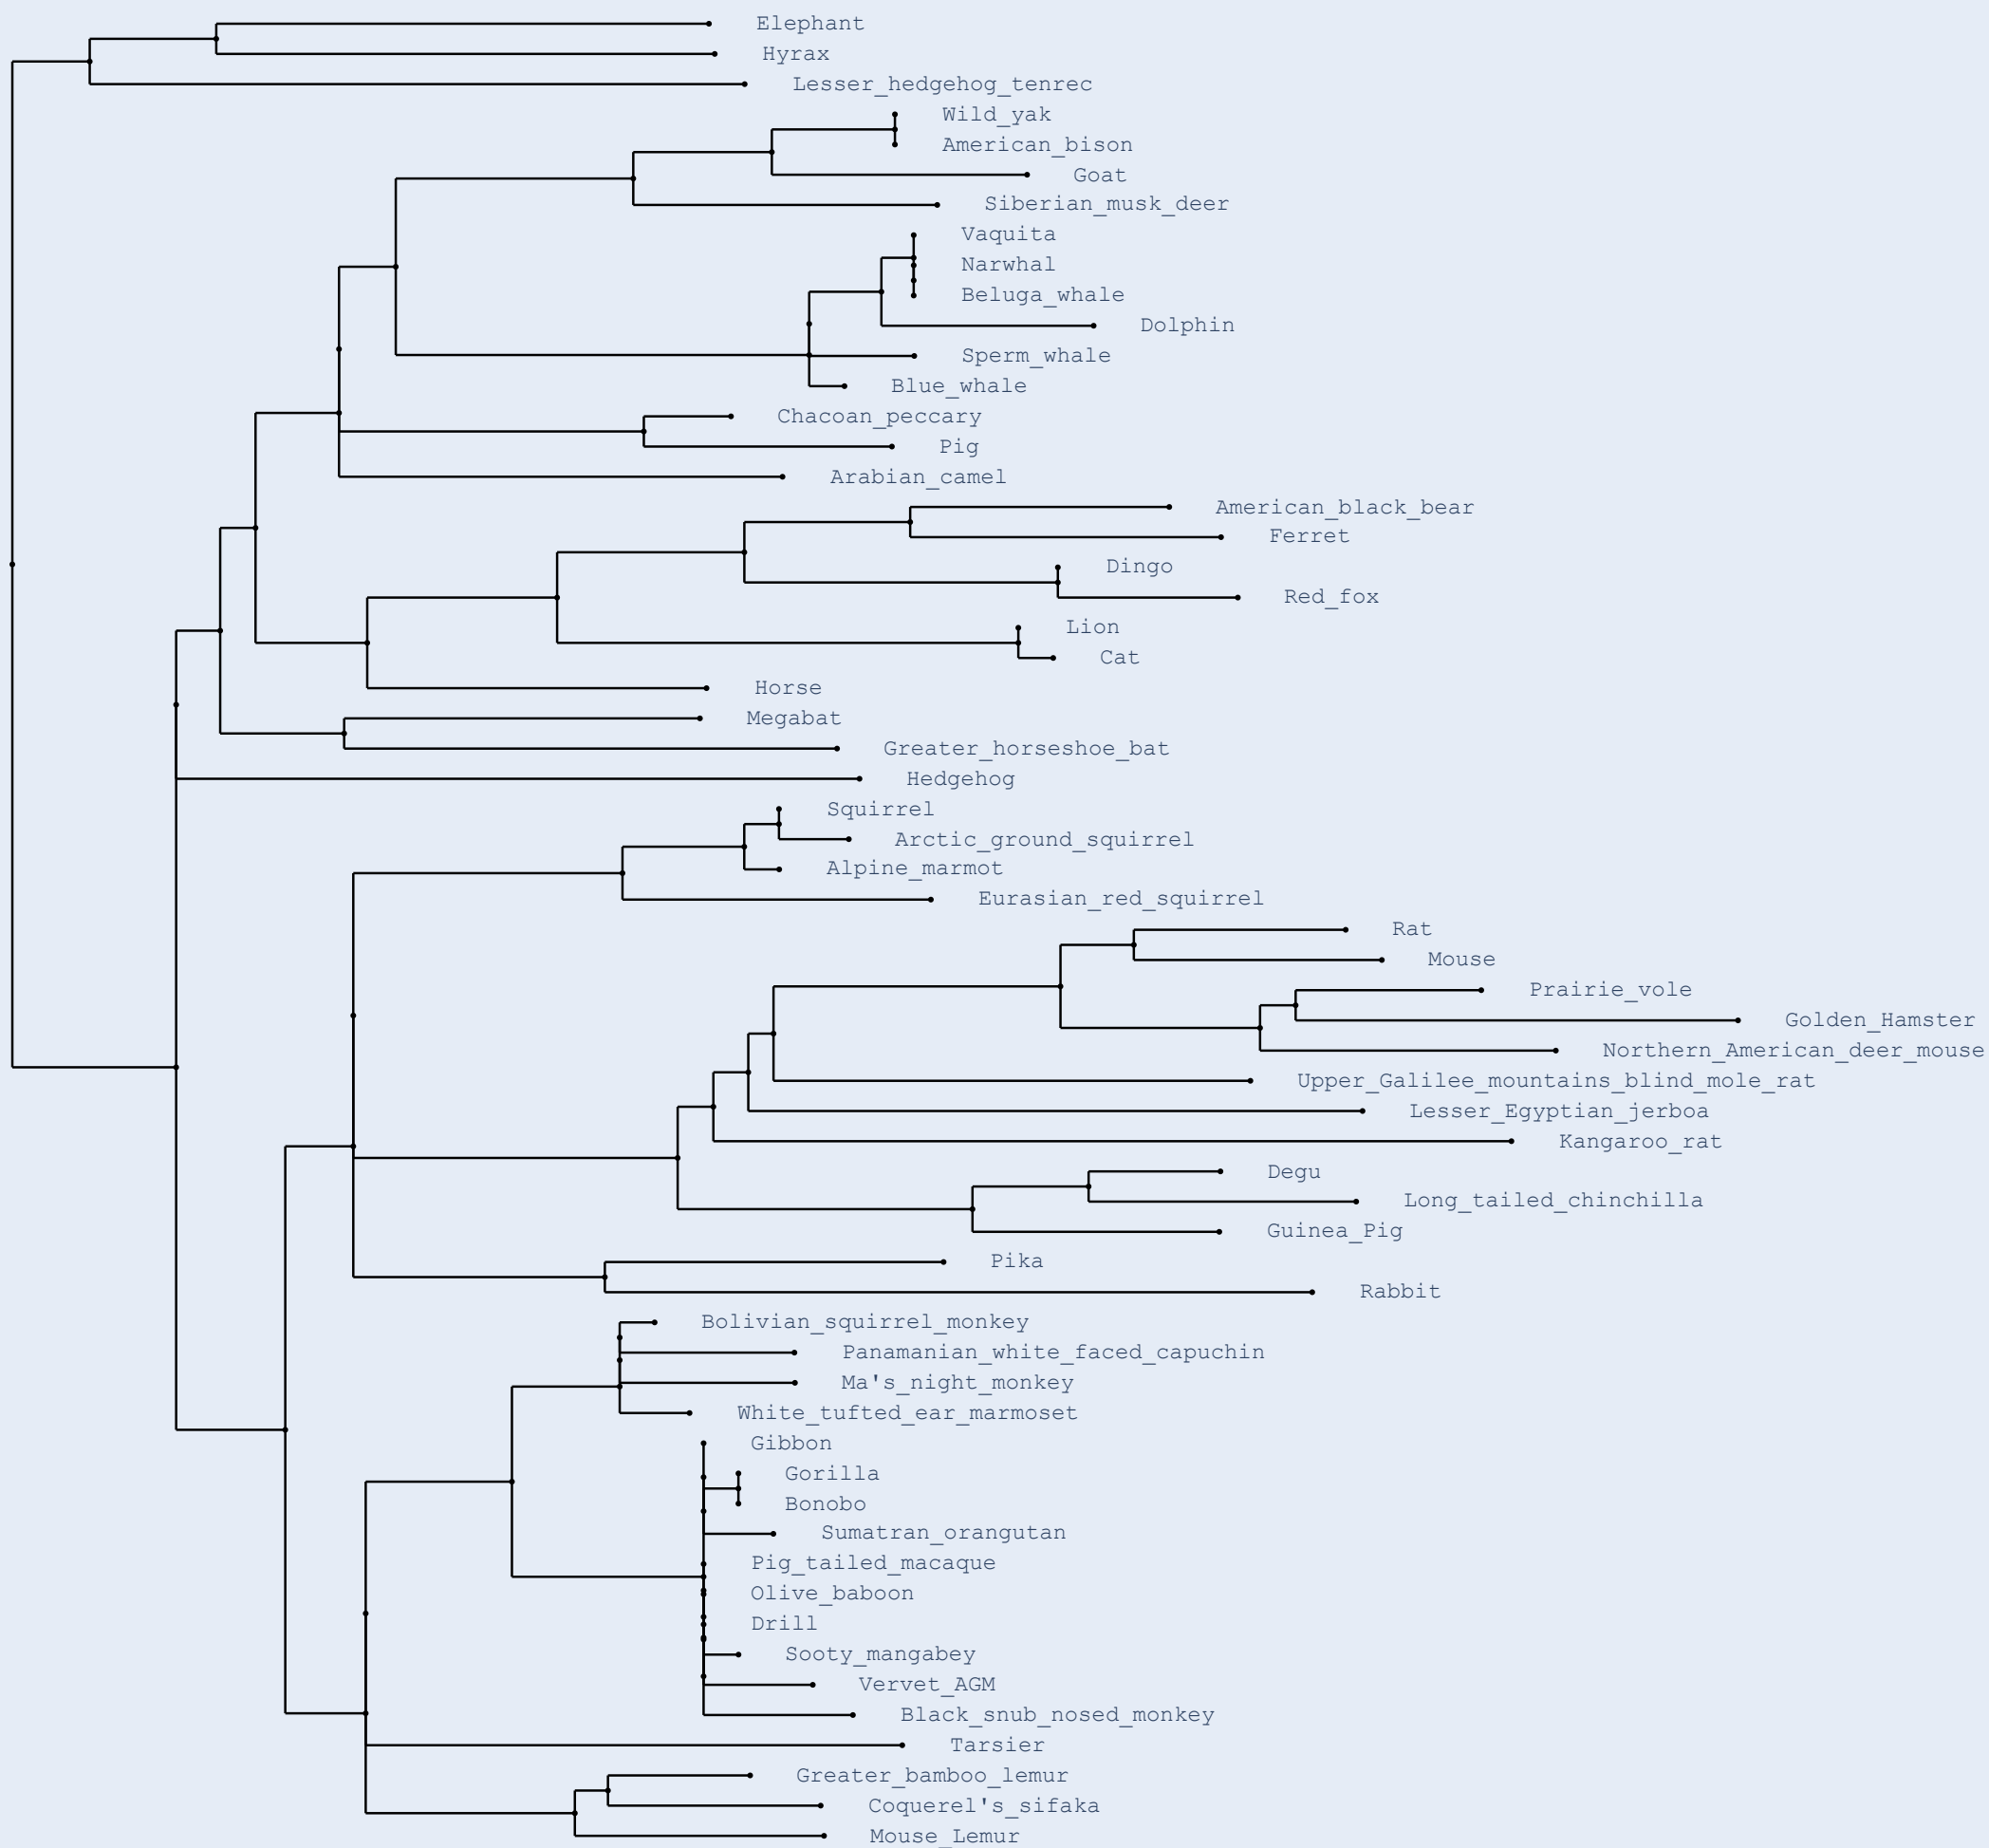 Elephant
Hyrax
Lesser_hedgehog_tenrec
Wild_yak
American_bison
Goat
Siberian_musk_deer
Vaquita
Narwhal
Beluga_whale
Dolphin
Sperm_whale
Blue_whale
Chacoan_peccary
Pig
Arabian_camel
American_black_bear
Ferret
Dingo
Red_fox
Lion
Cat
Horse
Megabat
Greater_horseshoe_bat
Hedgehog
Squirrel
Arctic_ground_squirrel
Alpine_marmot
Eurasian_red_squirrel
Rat
Mouse
Prairie_vole
Golden_Hamster
Northern_American_deer_mouse
Upper_Galilee_mountains_blind_mole_rat
Lesser_Egyptian_jerboa
Kangaroo_rat
Degu
Long_tailed_chinchilla
Guinea_Pig
Pika
Rabbit
Bolivian_squirrel_monkey
Panamanian_white_faced_capuchin
Ma's_night_monkey
White_tufted_ear_marmoset
Gibbon
Gorilla
Bonobo
Sumatran_orangutan
Pig_tailed_macaque
Olive_baboon
Drill
Sooty_mangabey
Vervet_AGM
Black_snub_nosed_monkey
Tarsier
Greater_bamboo_lemur
Coquerel's_sifaka
Mouse_Lemur